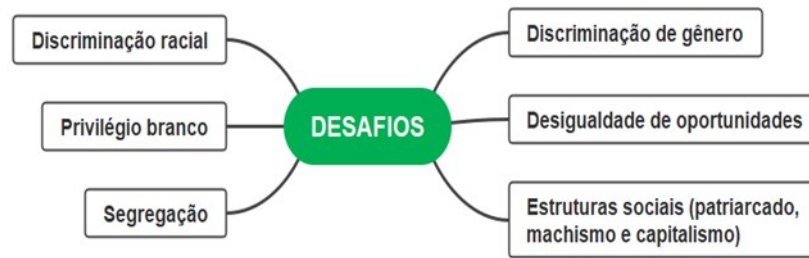 Discriminação racial
Privilégio branco
Segregação
DESAFIOS
Discriminação de gênero
Desigualdade de oportunidades
Estruturas sociais (patriarcado,
machismo e capitalismo)